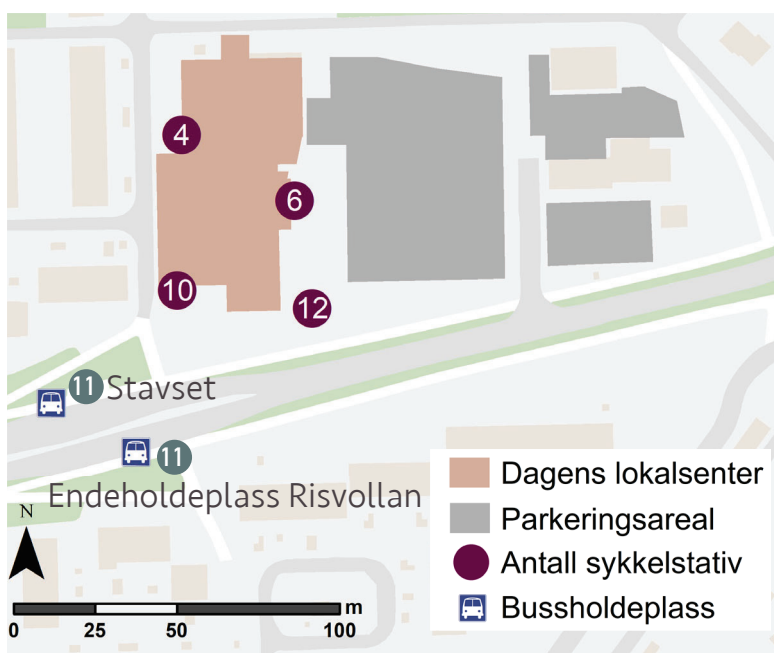 4
6
10
12
11 Stavset
11
Endeholdeplass Risvollan
N
m
0 25 50 100
Dagens lokalsenter
Parkeringsareal
Antall sykkelstativ
Bussholdeplass